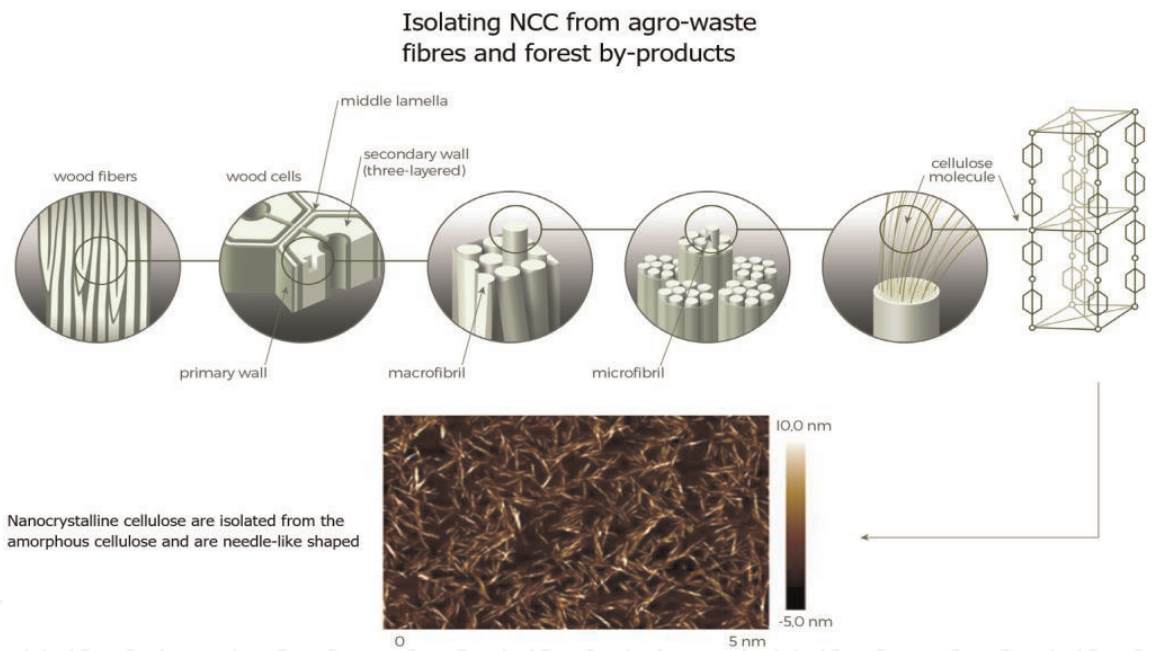 Isolating NCC from agro-waste
fibres and forest by-products
middle lamella
secondary wall
(three-layered)
wood fibers
wood cells
cellulose
molecule
primary wall
macrofibril
microfibril
10,0 nm
Nanocrystalline cellulose are isolated from the
amorphous cellulose and are needle-like shaped
-5,0 nm
0
5 nm